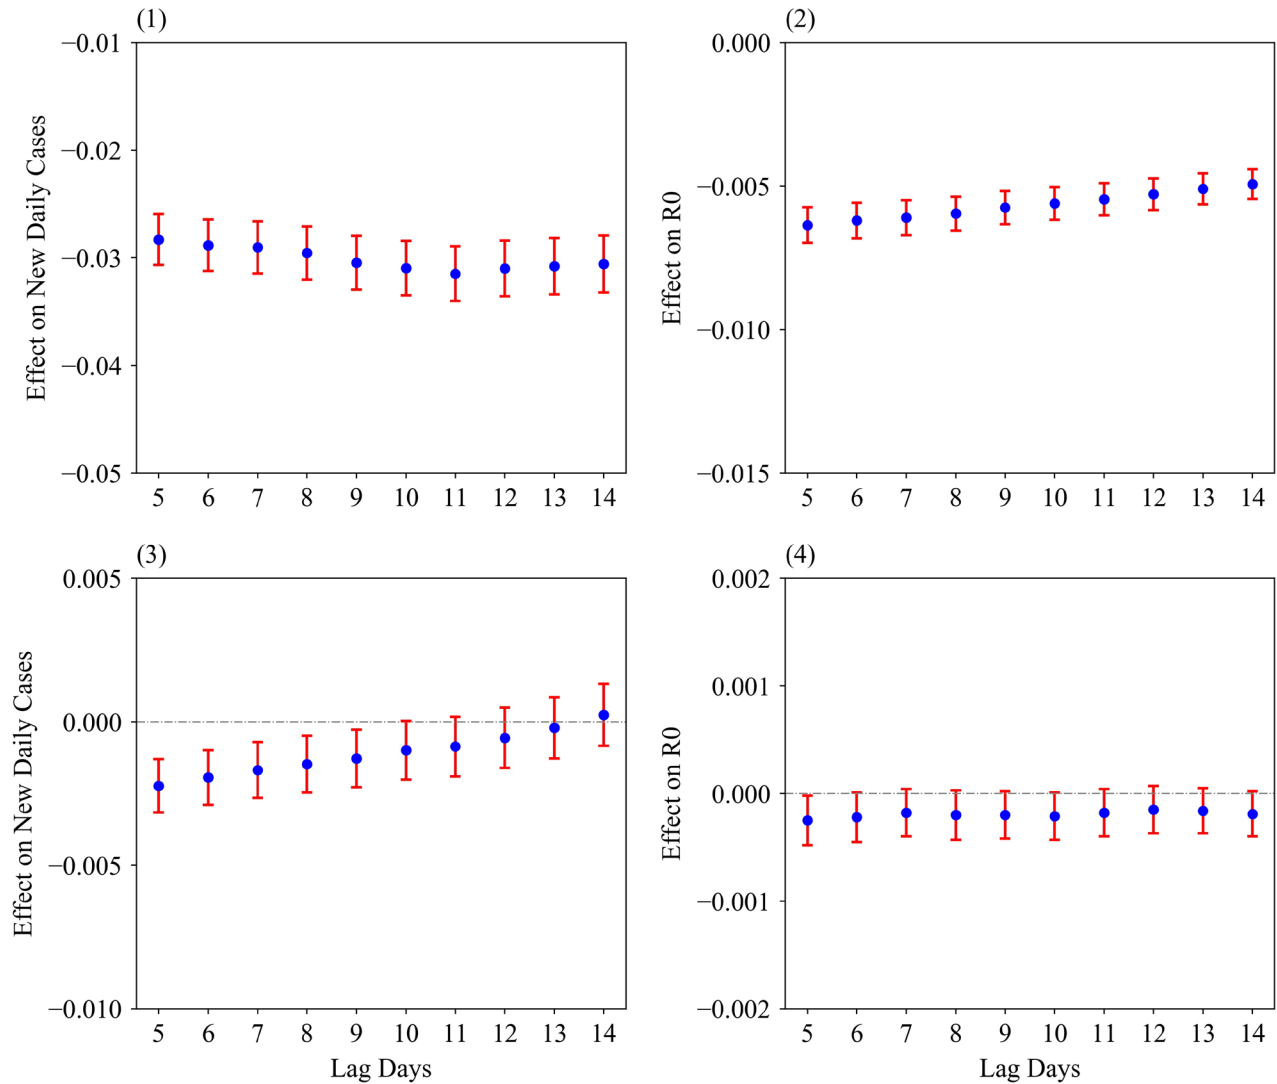 (1)
−0.01
−0.02
−0.03
−0.04
−0.05
Effect on New Daily Cases
5 6 7 8 9 10 11 12 13 14
(2)
0.000
−0.005
−0.010
−0.015
Effect on R0
5 6 7 8 9 10 11 12 13 14
(3)
0.005
0.000
−0.005
−0.010
Effect on New Daily Cases
5 6 7 8 9 10 11 12 13 14
Lag Days
(4)
0.002
0.001
0.000
−0.001
−0.002
Effect on R0
5 6 7 8 9 10 11 12 13 14
Lag Days